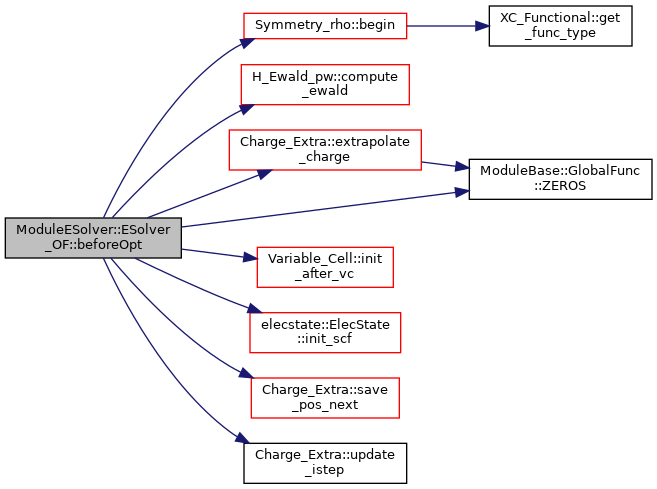 ModuleESolver::ESolver
_OF::beforeOpt
Symmetry_rho::begin
XC_Functional::get
_func_type
H_Ewald_pw::compute
_ewald
Charge_Extra::extrapolate
_charge
ModuleBase::GlobalFunc
::ZEROS
Variable_Cell::init
_after_vc
elecstate::ElecState
::init_scf
Charge_Extra::save
_pos_next
Charge_Extra::update
_istep